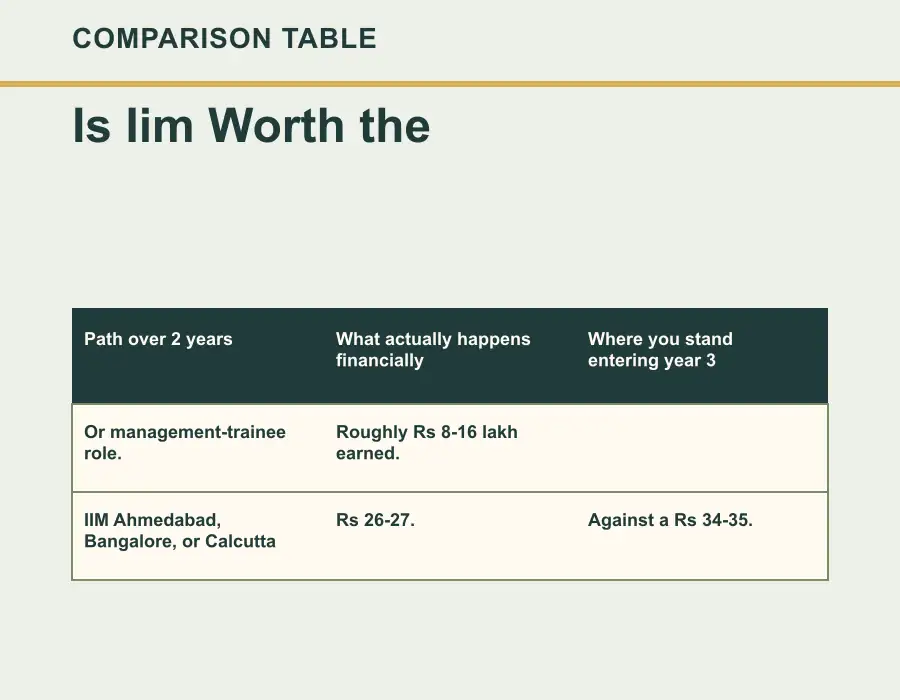 COMPARISON TABLE
Is Iim Worth the
Path over 2 years
What actually happens
financially
Where you stand
entering year 3
Or management-trainee
role.
Roughly Rs 8-16 lakh
earned.
IIM Ahmedabad,
Bangalore, or Calcutta
Rs 26-27.
Against a Rs 34-35.